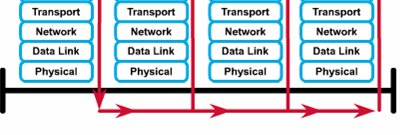 Transport Transport Transport Transport
Network Network Network Network
Data Link Data Link Data Link Data Link
Physical Physical Physical Physical